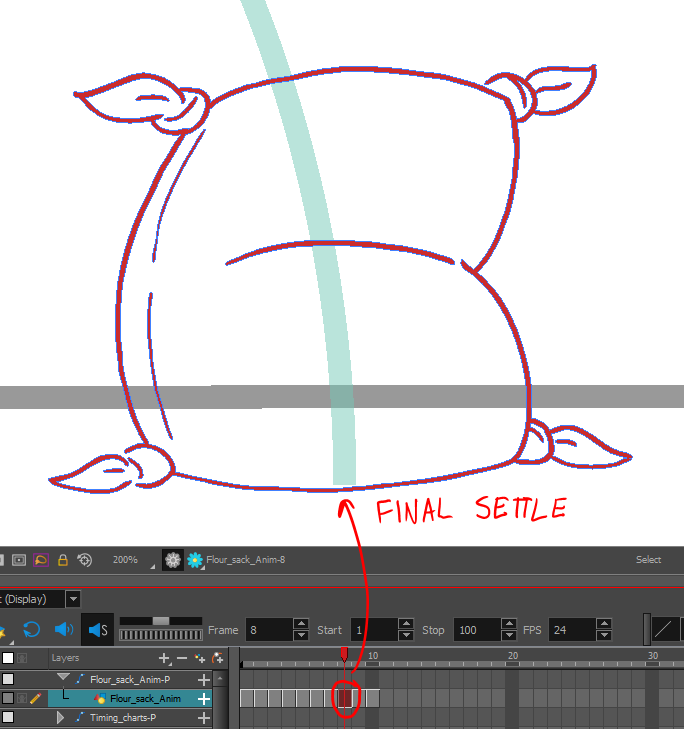 FINAL SETTLE
200% Flour_sack_Anim-8 Select
(Display)
Frame 8 Start 1 Stop 100 FPS 24
Layers 10 20 30
Flour_sack_Anim-P
Flour_sack_Anim
Timing_charts-P